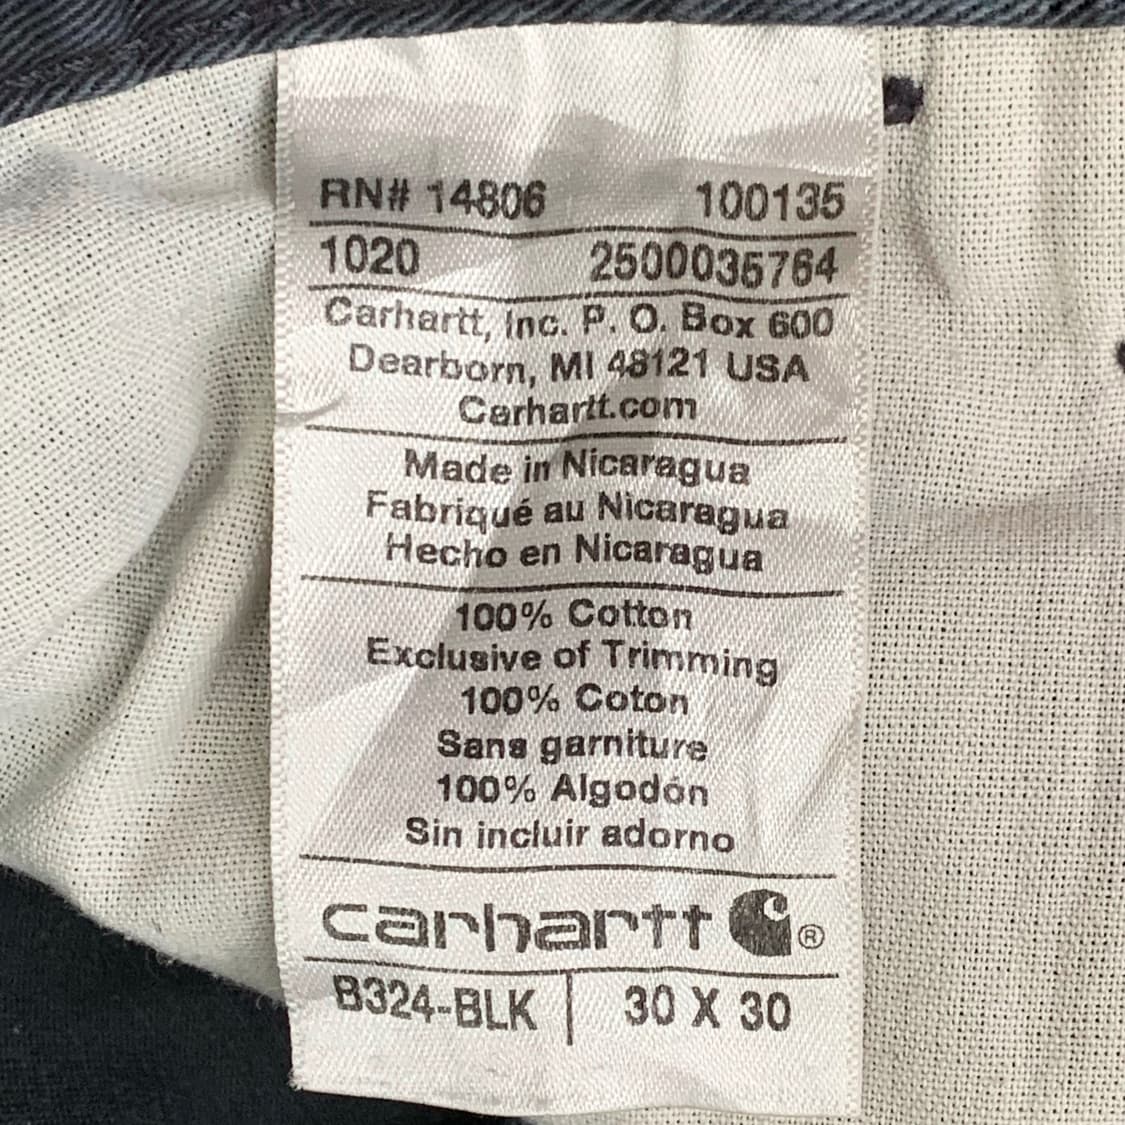 RN# 14806 100135
1020 2500036764
Carhartt, Inc. P. O. Box 600
Dearborn, MI 48121 USA
Carhartt.com
Made in Nicaragua
Fabriqué au Nicaragua
Hecho en Nicaragua
100% Cotton
Exclusive of Trimming
100% Coton
Sans garniture
100% Algodón
Sin incluir adorno
carhartt ®
B324-BLK 30 X 30